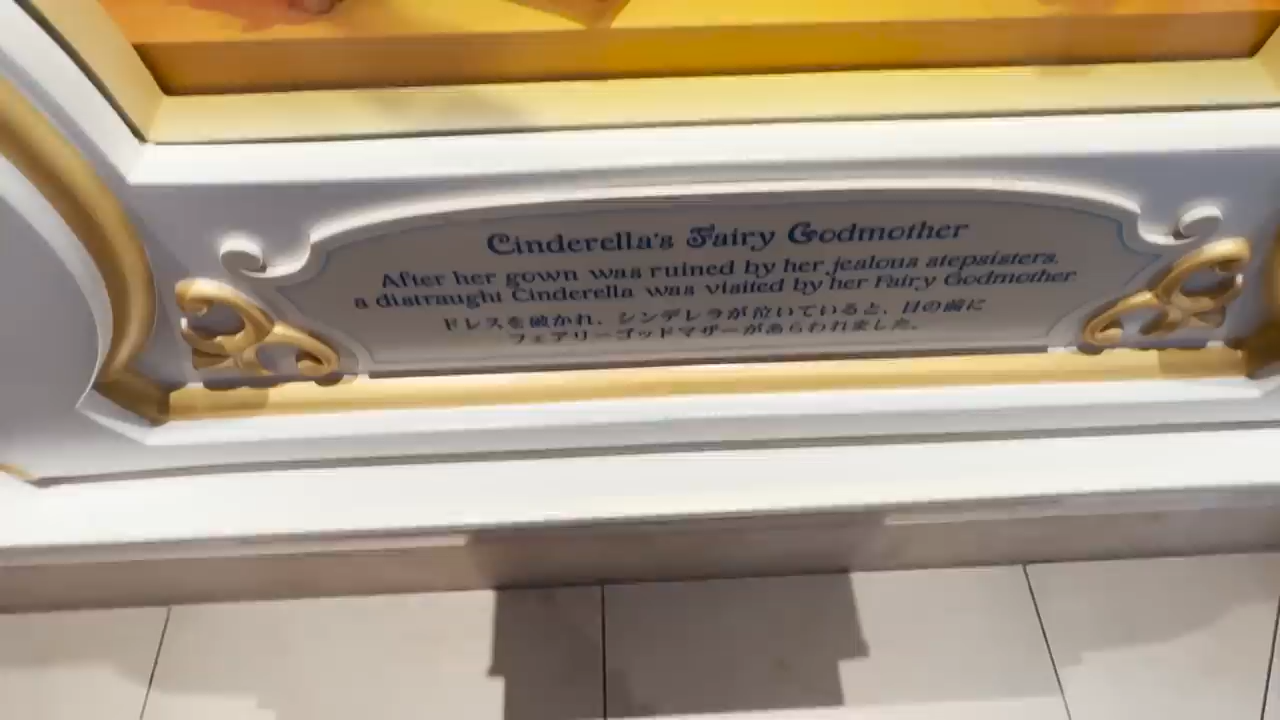 Cinderella's Fairy Godmother
After her gown was ruined by her jealous stepsisters,
a distraught Cinderella was visited by her Fairy Godmother
ドレスを破かれ、シンデレラが泣いていると、目の前に
フェアリーゴッドマザーがあらわれました。